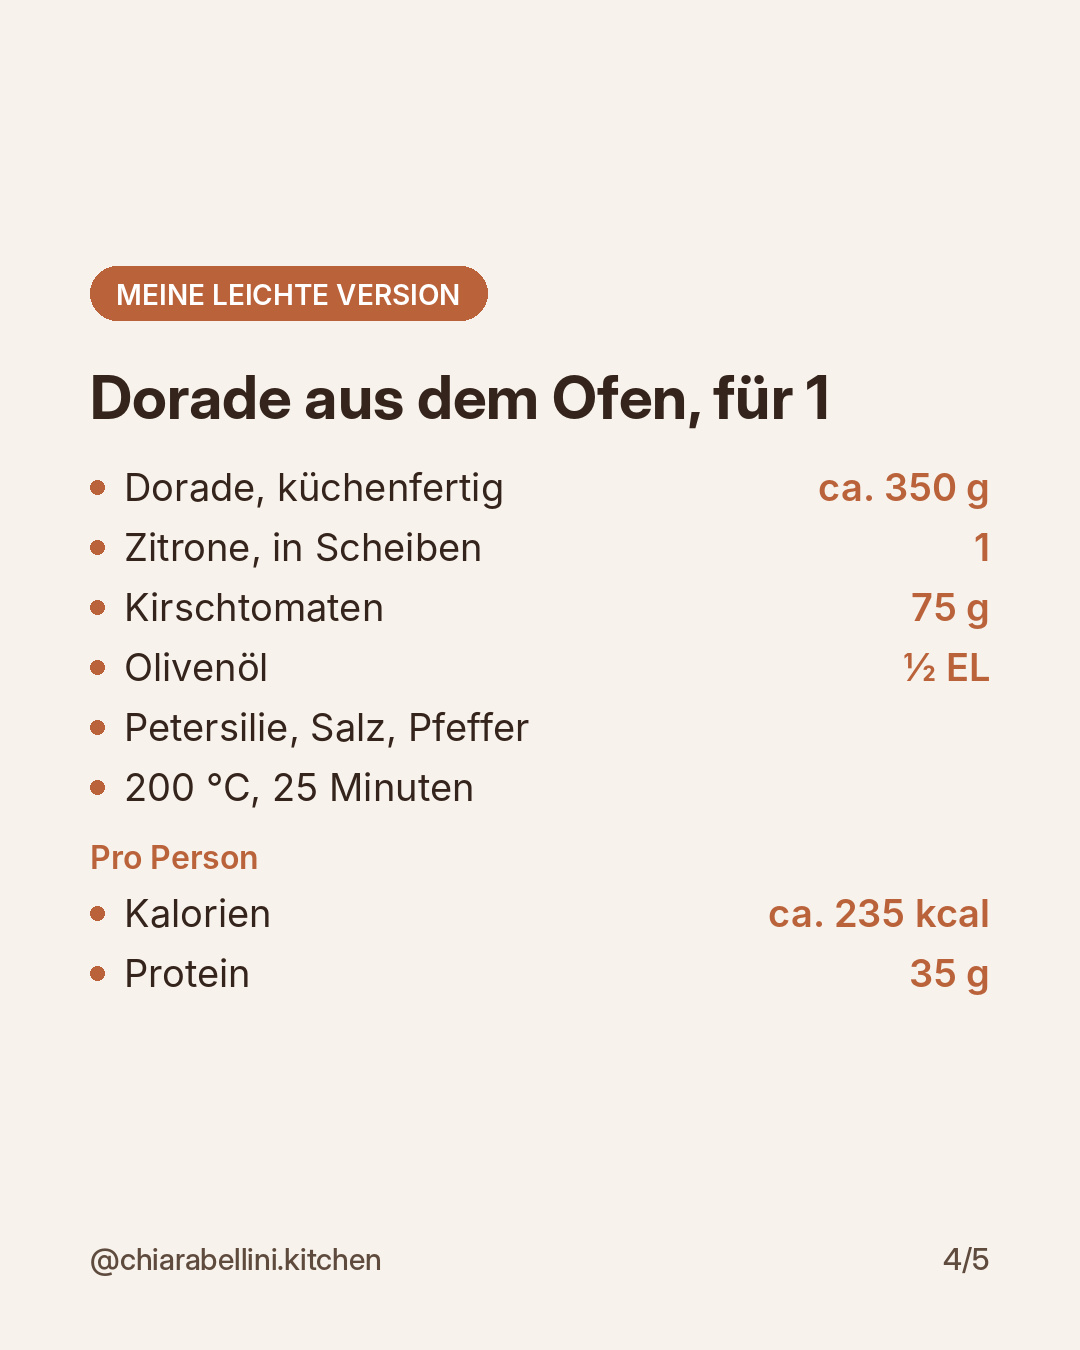 MEINE LEICHTE VERSION
Dorade aus dem Ofen, für 1
Dorade, küchenfertig ca. 350 g
Zitrone, in Scheiben 1
Kirschtomaten 75 g
Olivenöl ½ EL
Petersilie, Salz, Pfeffer
200 °C, 25 Minuten
Pro Person
Kalorien ca. 235 kcal
Protein 35 g
@chiarabellini.kitchen 4/5